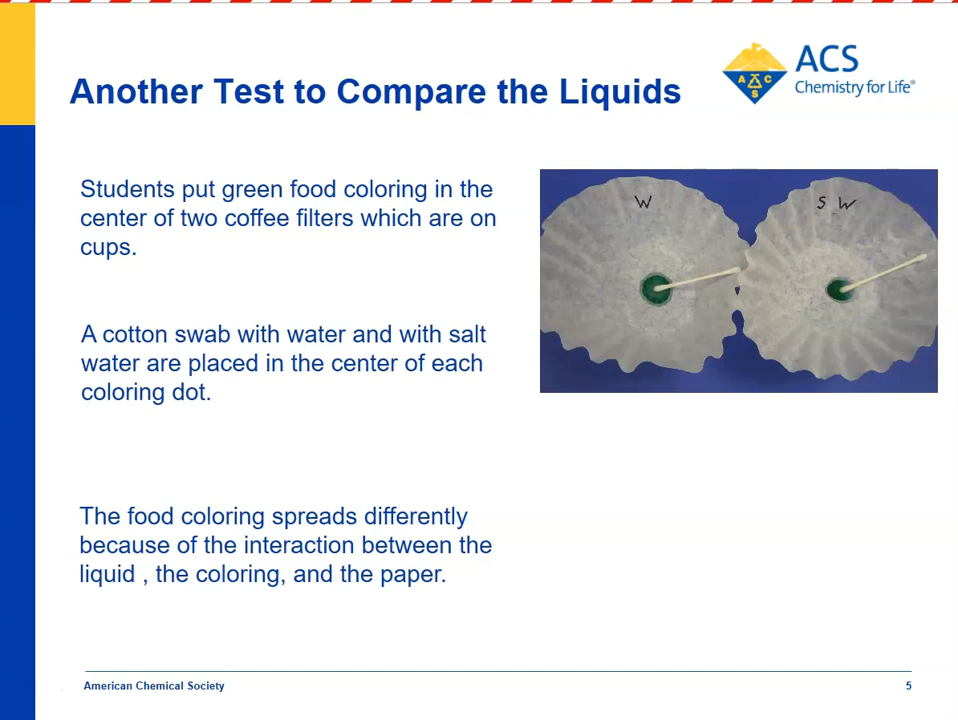 Another Test to Compare the Liquids
A C C S
ACS
Chemistry for Life®
Students put green food coloring in the
center of two coffee filters which are on
cups.
W
S W
A cotton swab with water and with salt
water are placed in the center of each
coloring dot.
The food coloring spreads differently
because of the interaction between the
liquid , the coloring, and the paper.
American Chemical Society
5